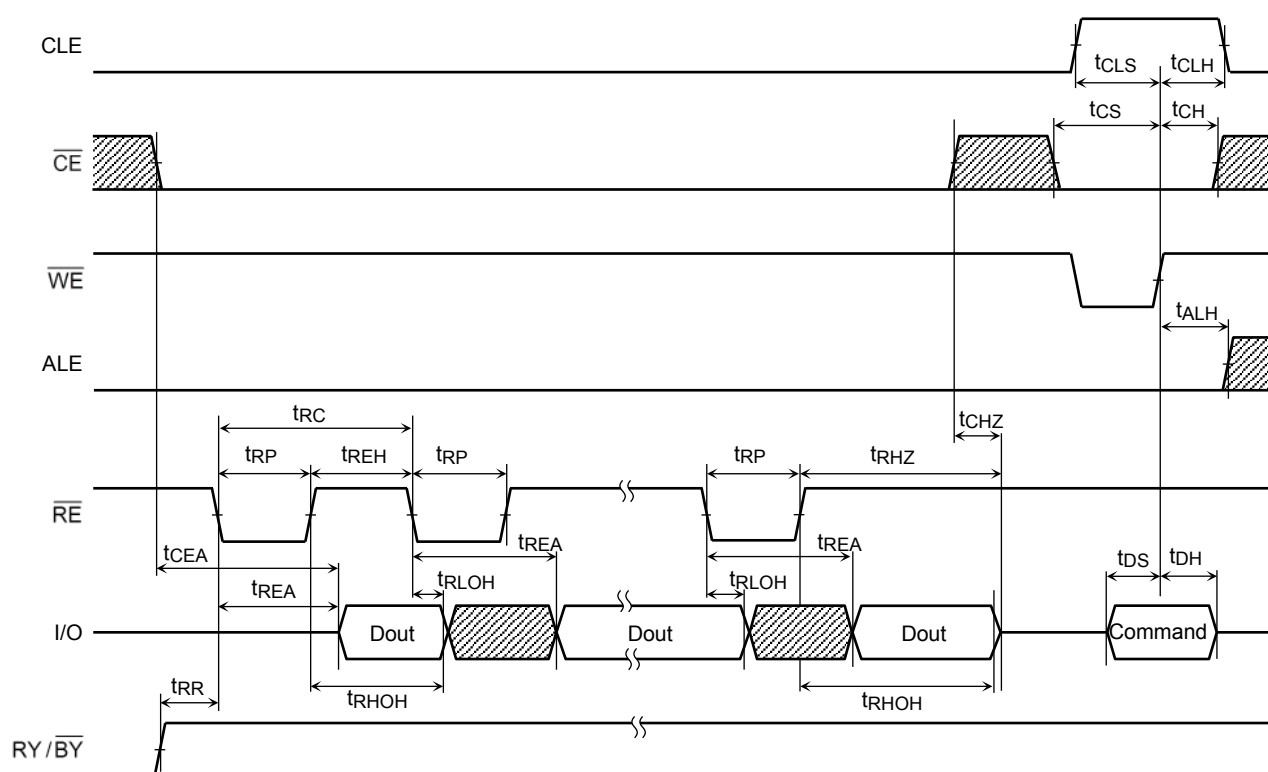 CLE
tCLS tCLH
tCS tCH
CE
WE
tALH
ALE
tRC
tCHZ
tRP tREH tRP tRP tRHZ
RE
tCEA tREA tREA
tDS tDH
tREA tRLOH tRLOH
I/O Dout Dout Dout Command
tRR tRHOH tRHOH
RY/BY